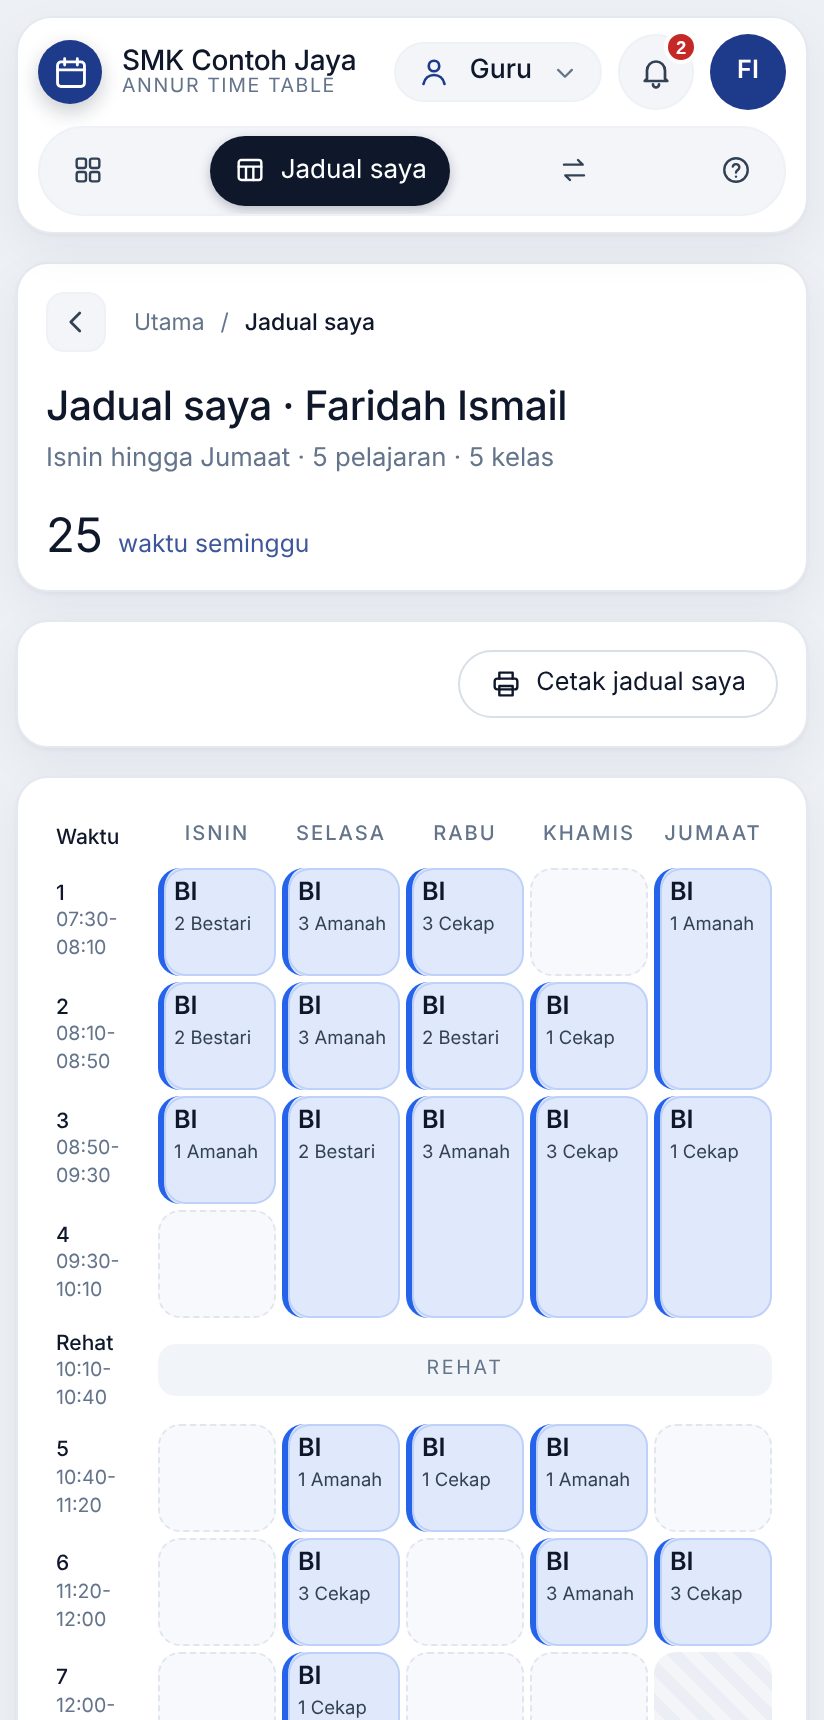 SMK Contoh Jaya
ANNUR TIME TABLE
Guru
2
FI
Jadual saya
Utama / Jadual saya
Jadual saya · Faridah Ismail
Isnin hingga Jumaat · 5 pelajaran · 5 kelas
25 waktu seminggu
Cetak jadual saya
Waktu ISNIN SELASA RABU KHAMIS JUMAAT
1 BI BI BI BI
07:30- 2 Bestari 3 Amanah 3 Cekap 1 Amanah
08:10
2 BI BI BI BI
08:10- 2 Bestari 3 Amanah 2 Bestari 1 Cekap
08:50
3 BI BI BI BI BI
08:50- 1 Amanah 2 Bestari 3 Amanah 3 Cekap 1 Cekap
09:30
4
09:30-
10:10
Rehat
10:10- REHAT
10:40
5 BI BI BI
10:40- 1 Amanah 1 Cekap 1 Amanah
11:20
6 BI BI BI
11:20- 3 Cekap 3 Amanah 3 Cekap
12:00
7 BI
12:00- 1 Cekap